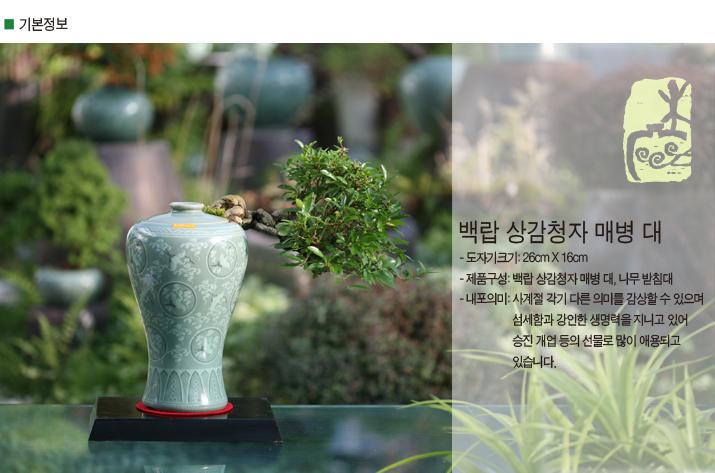 기본정보
백랍 상감청자 매병 대
- 도자기크기: 26cm X 16cm
- 제품구성: 백랍 상감청자 매병 대, 나무 받침대
- 내포의미: 사계절 각기 다른 의미를 감상할 수 있으며
섬세함과 강인한 생명력을 지니고 있어
승진 개업 등의 선물로 많이 애용되고
있습니다.